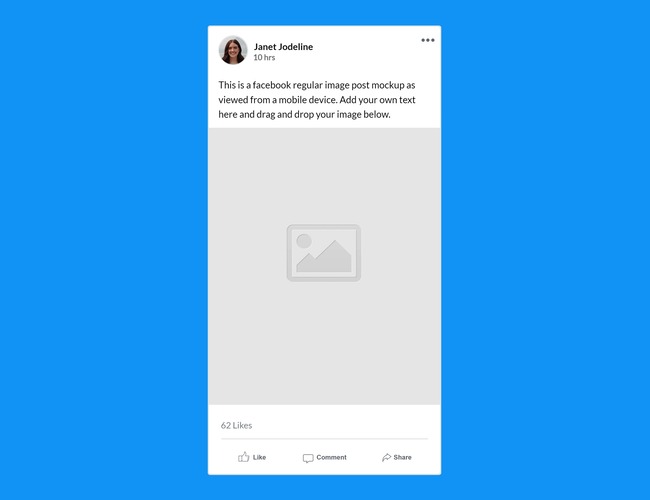 Janet Jodeline
10 hrs
This is a facebook regular image post mockup as
viewed from a mobile device. Add your own text
here and drag and drop your image below.
62 Likes
Like Comment Share